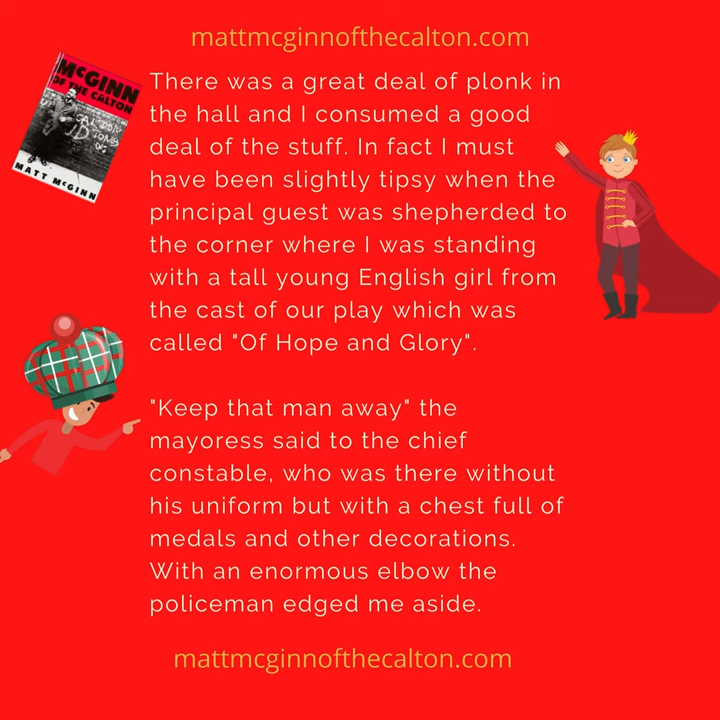 mattmcginnofthecalton.com
McGINN
OF THE CALTON
MATT McGINN
There was a great deal of plonk in
the hall and I consumed a good
deal of the stuff. In fact I must
have been slightly tipsy when the
principal guest was shepherded to
the corner where I was standing
with a tall young English girl from
the cast of our play which was
called "Of Hope and Glory".
"Keep that man away" the
mayoress said to the chief
constable, who was there without
his uniform but with a chest full of
medals and other decorations.
With an enormous elbow the
policeman edged me aside.
mattmcginnofthecalton.com